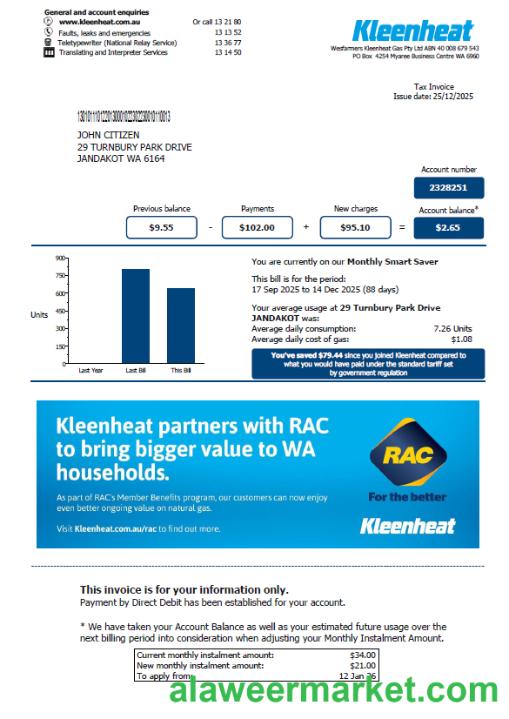 General and account enquiries
www.kleenheat.com.au Or call 13 21 80
Faults, leaks and emergencies 13 13 52
Teletypewriter (National Relay Service) 13 36 77
Translating and Interpreter Services 13 14 50
Kleenheat
Wesfarmers Kleenheat Gas Pty Ltd ABN 40 008 679 543
PO Box 4254 Myaree Business Centre WA 6960
Tax Invoice
Issue date: 25/12/2025
JOHN CITIZEN
29 TURNBURY PARK DRIVE
JANDAKOT WA 6164
Account number
2328251
Previous balance Payments New charges Account balance*
$9.55 - $102.00 + $95.10 = $2.65
900
750
600
Units 450
300
150
0
Last Year Last Bill This Bill
You are currently on our Monthly Smart Saver
This bill is for the period:
17 Sep 2025 to 14 Dec 2025 (88 days)
Your average usage at 29 Turnbury Park Drive
JANDAKOT was:
Average daily consumption: 7.26 Units
Average daily cost of gas: $1.08
You've saved $79.44 since you joined Kleenheat compared to
what you would have paid under the standard tariff set
by government regulation
Kleenheat partners with RAC
to bring bigger value to WA
households.
As part of RAC's Member Benefits program, our customers can now enjoy
even better ongoing value on natural gas.
Visit Kleenheat.com.au/rac to find out more.
RAC
For the better
Kleenheat
This invoice is for your information only.
Payment by Direct Debit has been established for your account.
* We have taken your Account Balance as well as your estimated future usage over the
next billing period into consideration when adjusting your Monthly Instalment Amount.
Current monthly instalment amount: $34.00
New monthly instalment amount: $21.00
To apply from: 12 Jan 26
alaweermarket.com